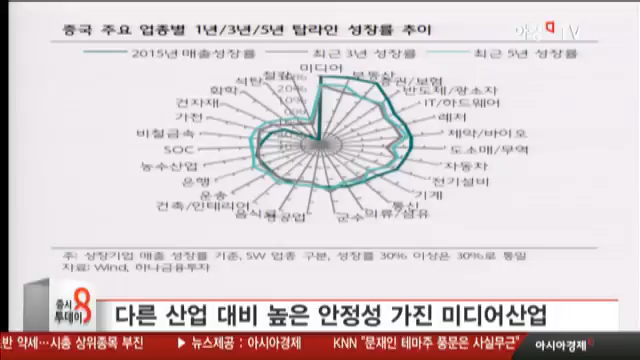 중국 주요 업종별 1년/3년/5년 탑라인 성장률 추이
아경 TV
2015년 매출성장률 최근 3년 성장률 최근 5년 성장률
미디어
부동산
증권/보험
반도체/광소자
IT/하드웨어
레저
제약/바이오
도소매/무역
자동차
전기설비
기계
통신
의류/섬유
군수
항공업
음식료
건축/인테리어
운송
은행
농수산업
SOC
비철금속
가전
건자재
화학
석탄
철강
20%
10%
주: 상장기업 매출 성장률 기준, SW 업종 구분, 성장률 30% 이상은 30%로 통일
자료: Wind, 하나금융투자
증시
투데이 8
다른 산업 대비 높은 안정성 가진 미디어산업
반 약세···시총 상위종목 부진 ▶ 뉴스제공 : 아시아경제 KNN "문재인 테마주 풍문은 사실무근"
아시아경제